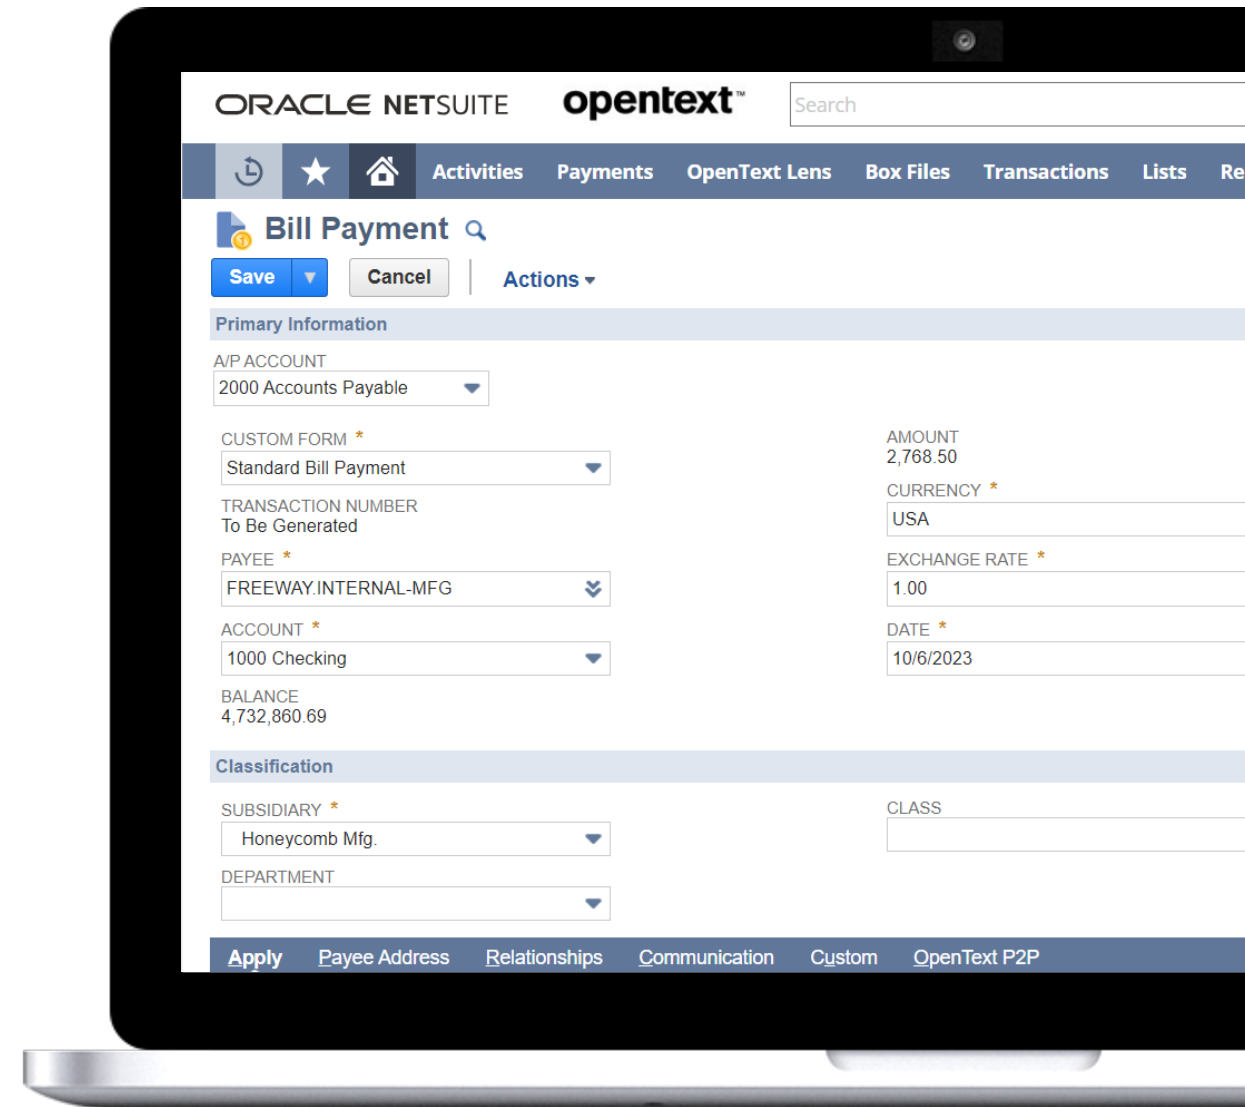 ORACLE NETSUITE opentext™ Search
Activities Payments OpenText Lens Box Files Transactions Lists Re
Bill Payment
Save Cancel Actions
Primary Information
A/P ACCOUNT
2000 Accounts Payable
CUSTOM FORM *
Standard Bill Payment
TRANSACTION NUMBER
To Be Generated
PAYEE *
FREEWAY.INTERNAL-MFG
ACCOUNT *
1000 Checking
BALANCE
4,732,860.69
AMOUNT
2,768.50
CURRENCY *
USA
EXCHANGE RATE *
1.00
DATE *
10/6/2023
Classification
SUBSIDIARY *
Honeycomb Mfg.
DEPARTMENT
CLASS
Apply Payee Address Relationships Communication Custom OpenText P2P